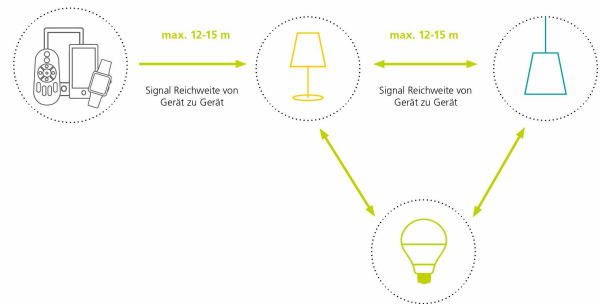 max. 12-15 m
Signal Reichweite von
Gerät zu Gerät
max. 12-15 m
Signal Reichweite von
Gerät zu Gerät